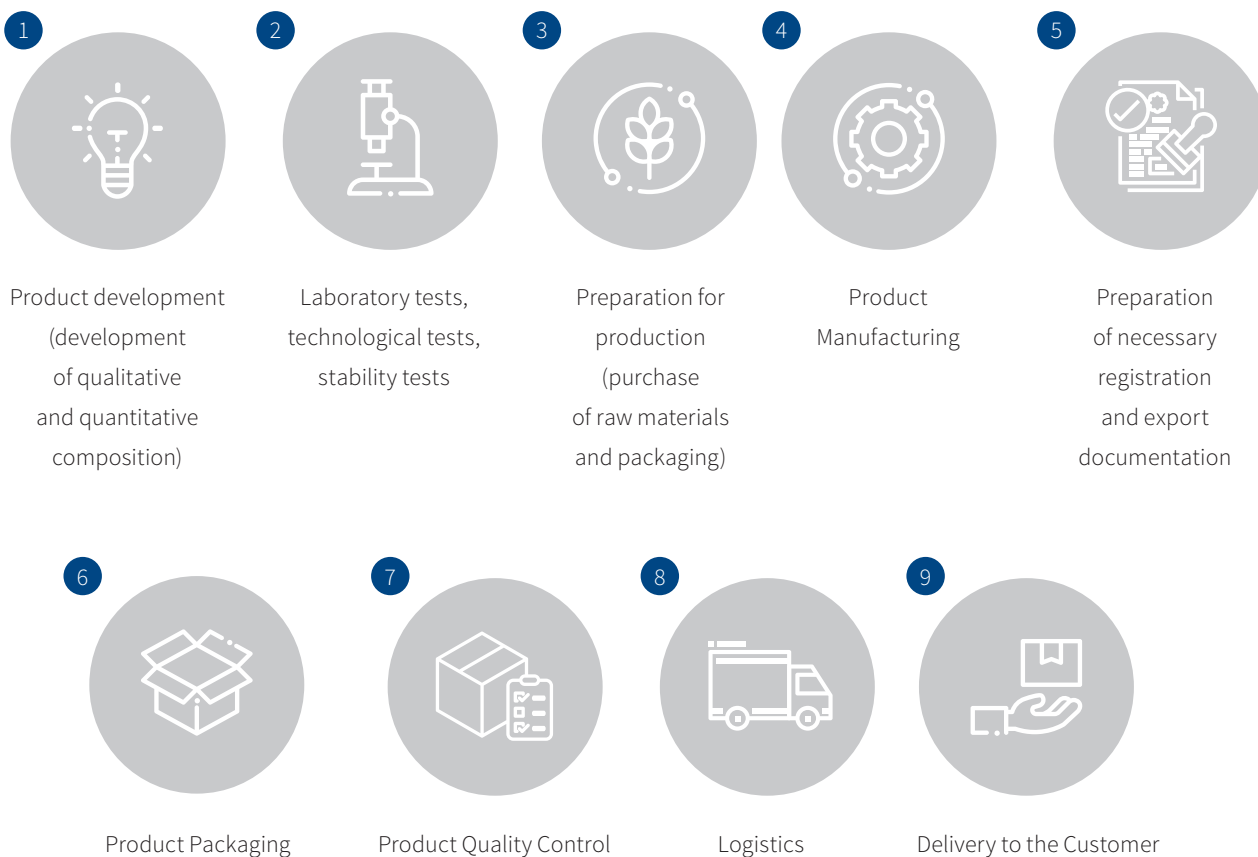 1
Product development
(development
of qualitative
and quantitative
composition)
2
Laboratory tests,
technological tests,
stability tests
3
Preparation for
production
(purchase
of raw materials
and packaging)
4
Product
Manufacturing
5
Preparation
of necessary
registration
and export
documentation
6
Product Packaging
7
Product Quality Control
8
Logistics
9
Delivery to the Customer